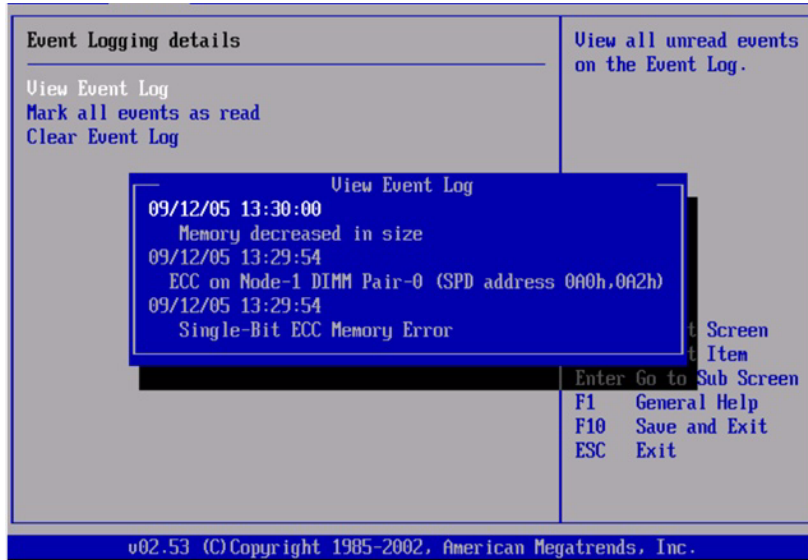 Event Logging details
View Event Log
Mark all events as read
Clear Event Log
View all unread events
on the Event Log.
View Event Log
09/12/05 13:30:00
Memory decreased in size
09/12/05 13:29:54
ECC on Node-1 DIMM Pair-0 (SPD address 0A0h,0A2h)
09/12/05 13:29:54
Single-Bit ECC Memory Error
t Screen
t Item
Enter Go to Sub Screen
F1 General Help
F10 Save and Exit
ESC Exit
v02.53 (C)Copyright 1985-2002, American Megatrends, Inc.